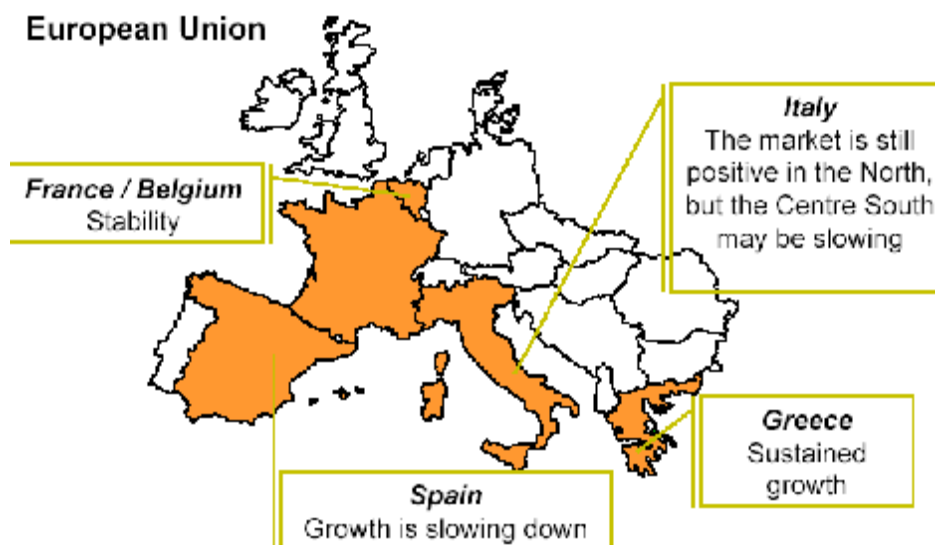 European Union
Italy
The market is still
positive in the North,
but the Centre South
may be slowing
France / Belgium
Stability
Greece
Sustained
growth
Spain
Growth is slowing down